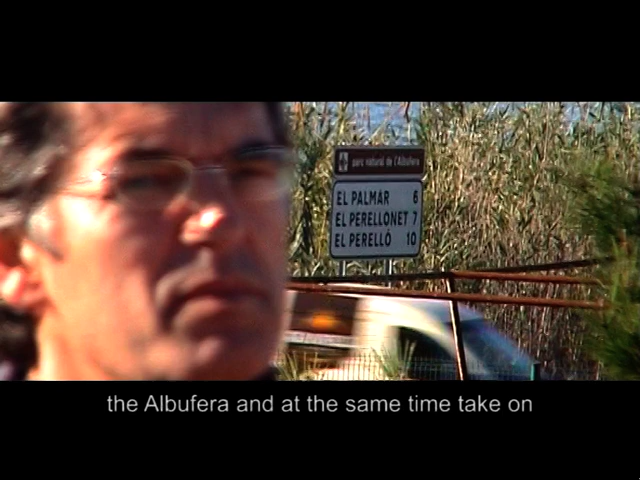 parc natural de l'Albufera
EL PALMAR 6
EL PERELLONET 7
EL PERELLÓ 10
the Albufera and at the same time take on